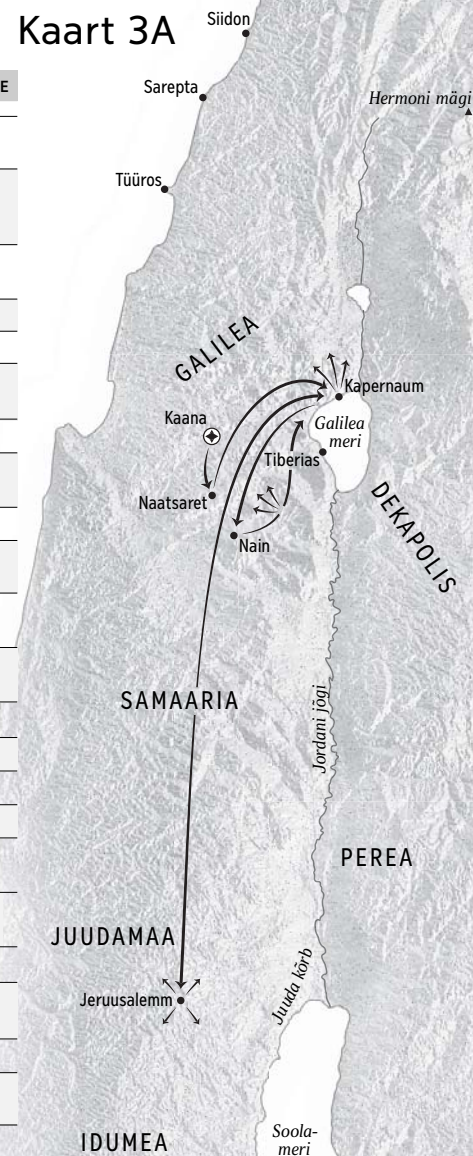 Kaart 3A
Siidon
E
Sarepta
Hermoni mägi
Tüüros
GALILEA
Kapernaum
Kaana
Galilea
meri
Tiberias
Naatsaret
DEKAPOLIS
Nain
SAMAARIA
Jordani jõgi
PEREA
JUUDAMAA
Juuda kõrb
Jeruusalemm
Soola-
meri
IDUMEA